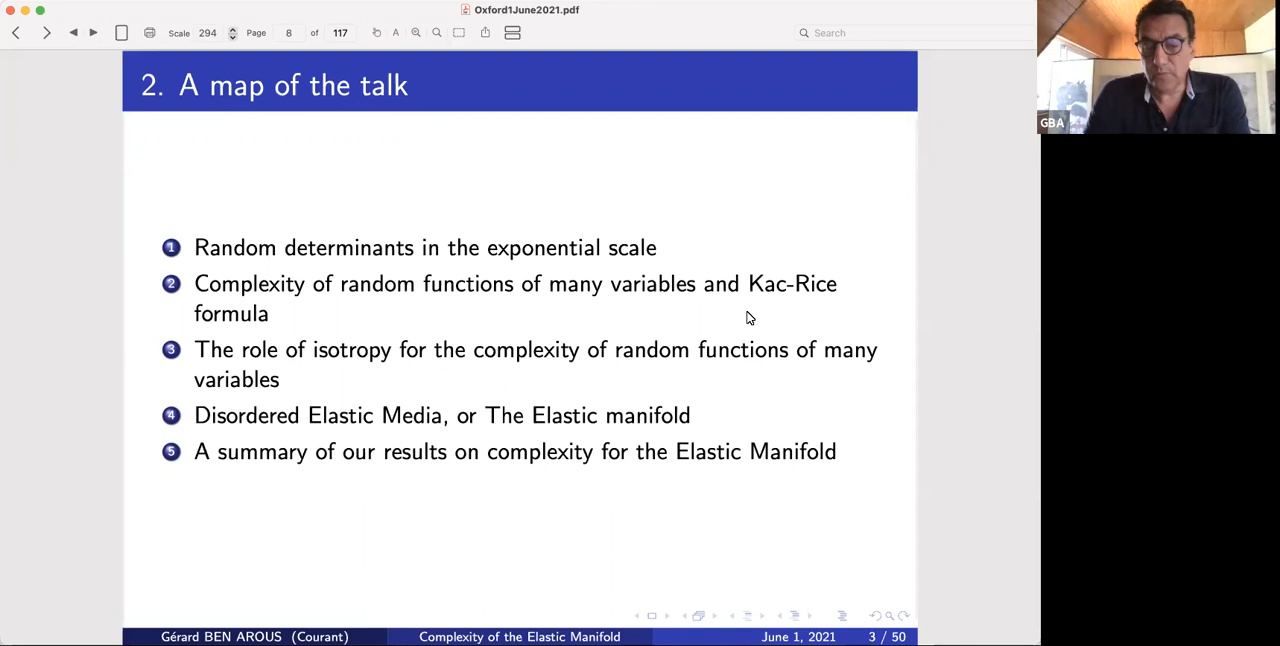 Oxford1June2021.pdf
Scale 294 Page 8 of 117 A Search
2. A map of the talk
GBA
1 Random determinants in the exponential scale
2 Complexity of random functions of many variables and Kac-Rice
formula
3 The role of isotropy for the complexity of random functions of many
variables
4 Disordered Elastic Media, or The Elastic manifold
5 A summary of our results on complexity for the Elastic Manifold
Gérard BEN AROUS (Courant) Complexity of the Elastic Manifold June 1, 2021 3 / 50